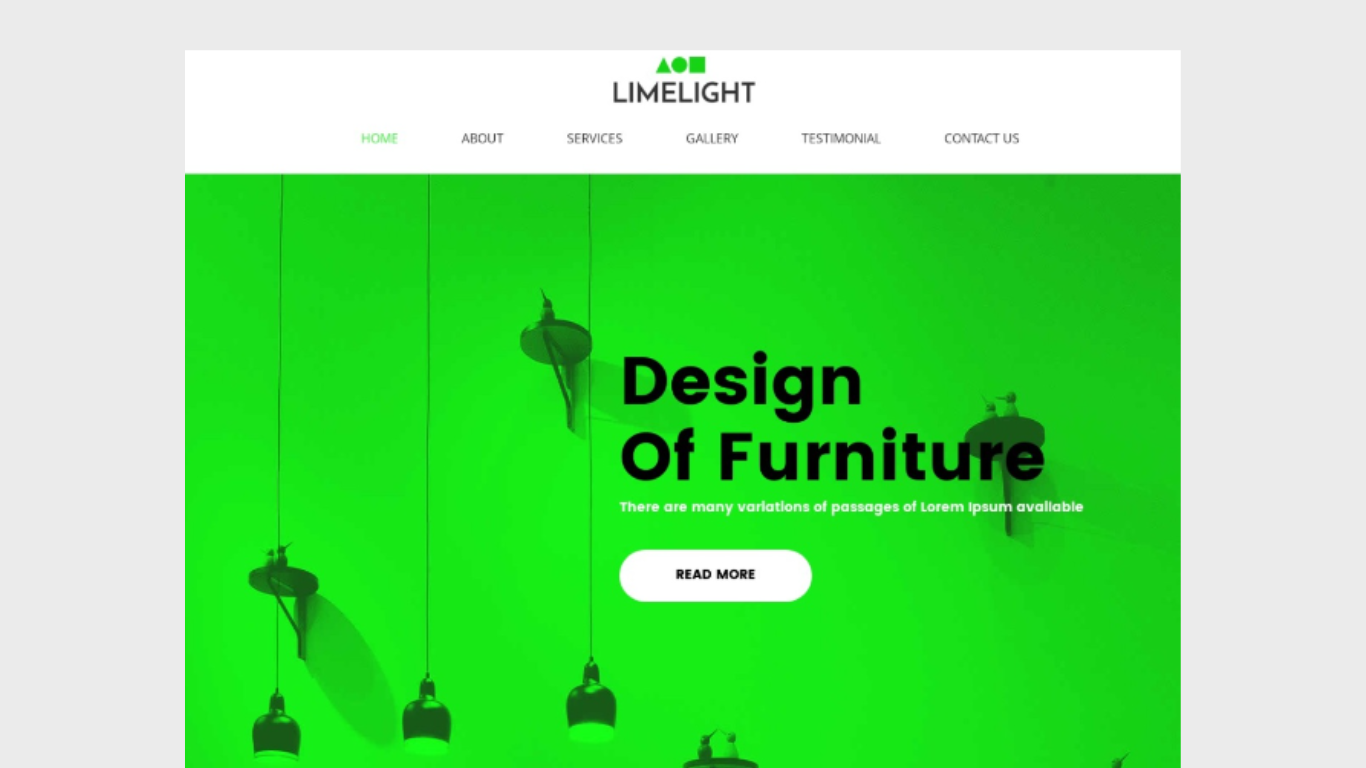 LIMELIGHT
HOME ABOUT SERVICES GALLERY TESTIMONIAL CONTACT US
Design
Of Furniture
There are many variations of passages of Lorem Ipsum available
READ MORE